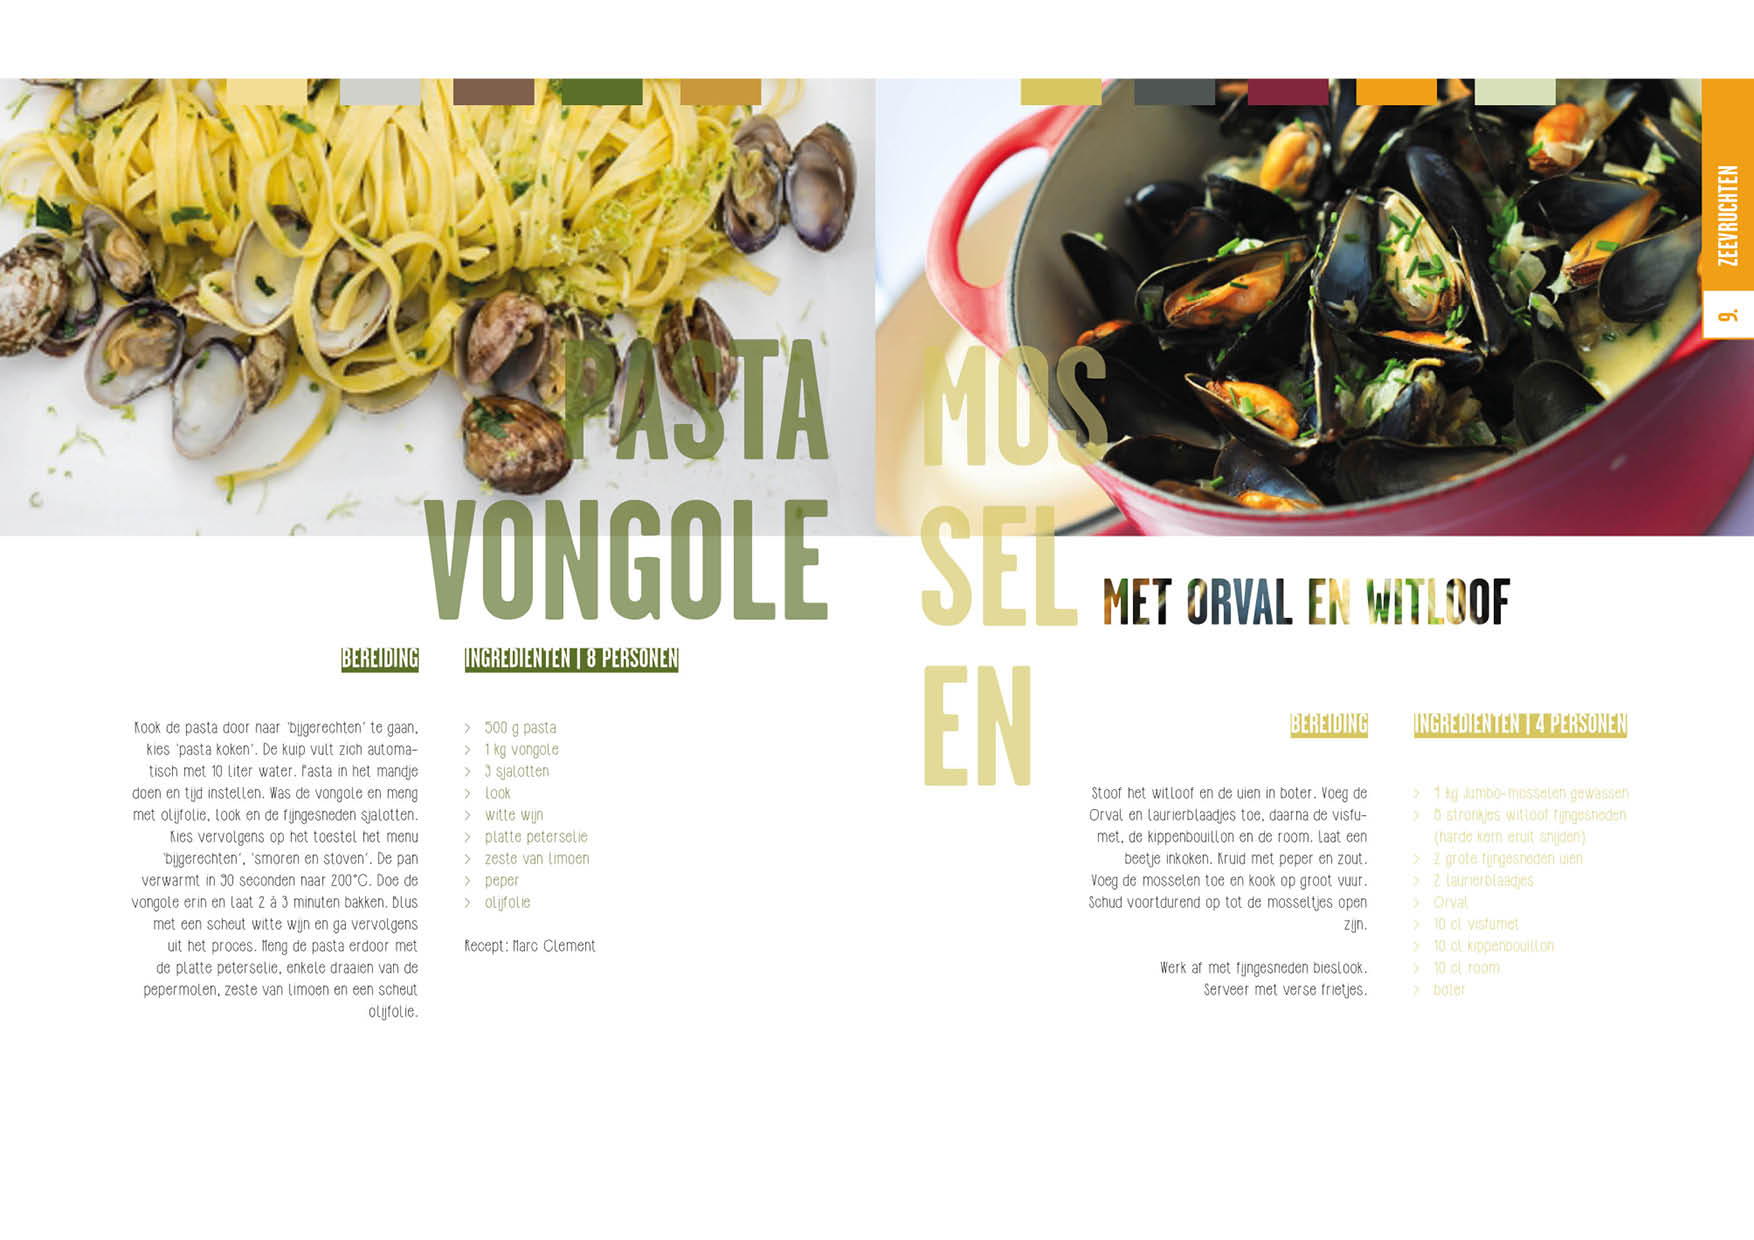 PASTA
VONGOLE
BEREIDING
Kook de pasta door naar 'bijgerechten' te gaan,
kies 'pasta koken'. De kuip vult zich automa-
tisch met 10 liter water. Pasta in het mandje
doen en tijd instellen. Was de vongole en meng
met olijfolie, look en de fijngesneden sjalotten.
Kies vervolgens op het toestel het menu
'bijgerechten', 'smoren en stoven'. De pan
verwarmt in 90 seconden naar 200°C. Doe de
vongole erin en laat 2 à 3 minuten bakken. Blus
met een scheut witte wijn en ga vervolgens
uit het proces. Meng de pasta erdoor met
de platte peterselie, enkele draaien van de
pepermolen, zeste van limoen en een scheut
olijfolie.
INGREDIENTEN | 8 PERSONEN
> 500 g pasta
> 1 kg vongole
> 3 sjalotten
> look
> witte wijn
> platte peterselie
> zeste van limoen
> peper
> olijfolie
Recept: Marc Clement
MOS
SEL
EN
MET ORVAL EN WITLOOF
BEREIDING
Stoof het witloof en de uien in boter. Voeg de
Orval en laurierblaadjes toe, daarna de visfu-
met, de kippenbouillon en de room. Laat een
beetje inkoken. Kruid met peper en zout.
Voeg de mosselen toe en kook op groot vuur.
Schud voortdurend op tot de mosseltjes open
zijn.
Werk af met fijngesneden bieslook.
Serveer met verse frietjes.
INGREDIENTEN | 4 PERSONEN
> 1 kg Jumbo-mosselen gewassen
> stronkjes witloof fijngesneden
(harde kern eruit snijden)
> 2 grote fijngesneden uien
> 2 laurierblaadjes
> Orval
> 10 cl visfumet
> 10 cl kippenbouillon
> 10 cl room
> boter
ZEEVRUCHTEN
9.